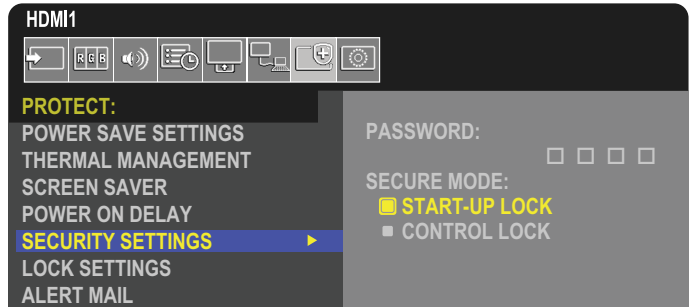 HDMI1
RGB
PROTECT:
POWER SAVE SETTINGS
THERMAL MANAGEMENT
SCREEN SAVER
POWER ON DELAY
SECURITY SETTINGS
LOCK SETTINGS
ALERT MAIL
PASSWORD:
SECURE MODE:
START-UP LOCK
CONTROL LOCK